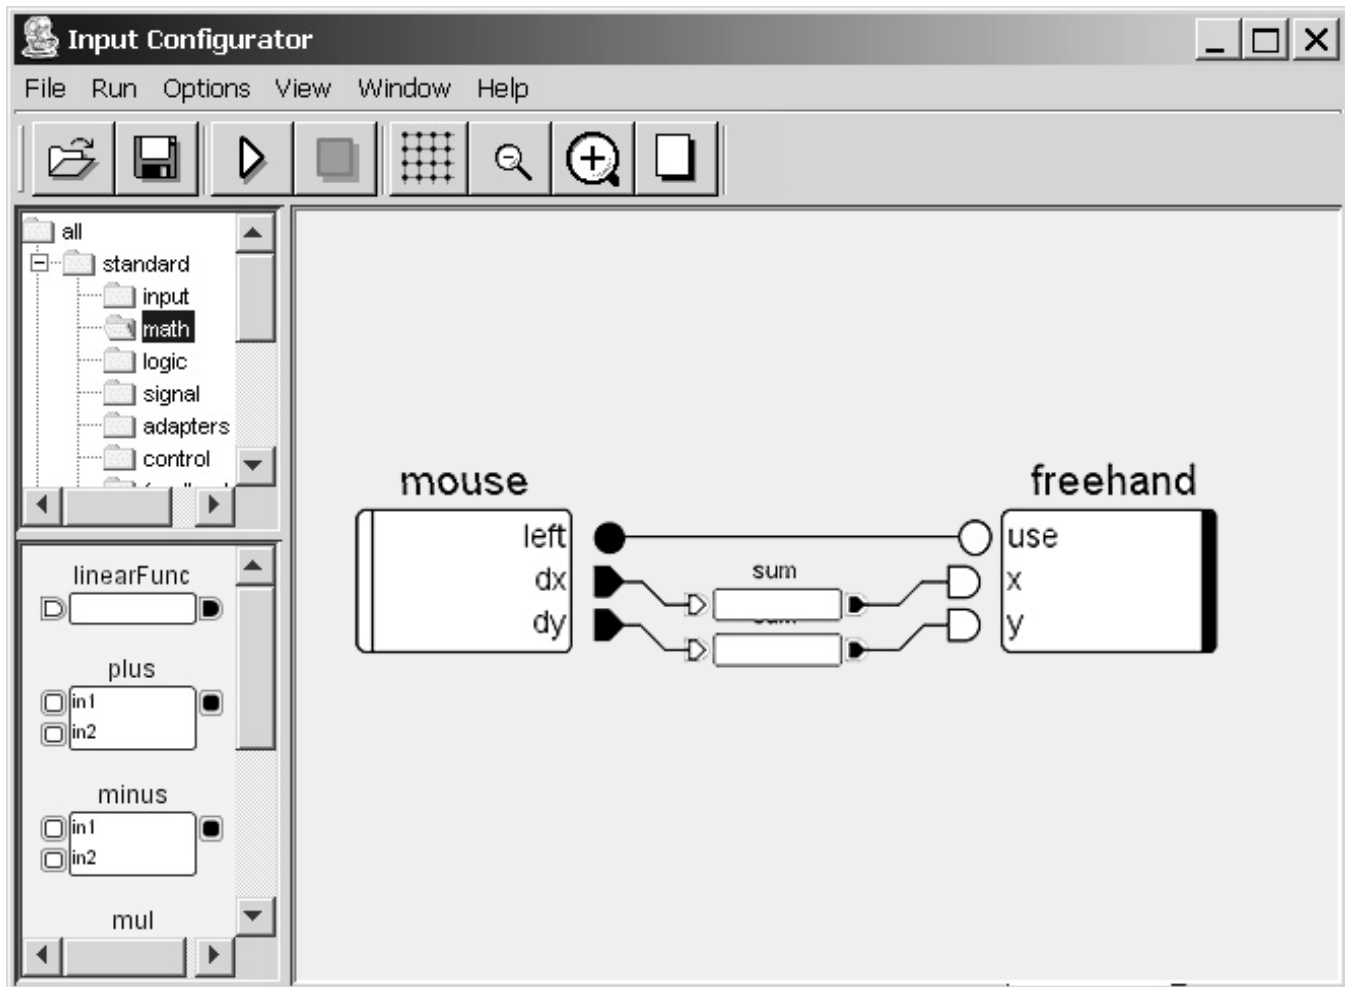 Input Configurator
File Run Options View Window Help
all
standard
input
math
logic
signal
adapters
control
linearFunc
plus
in1
in2
minus
in1
in2
mul
mouse
left
dx
dy
sum
freehand
use
x
y